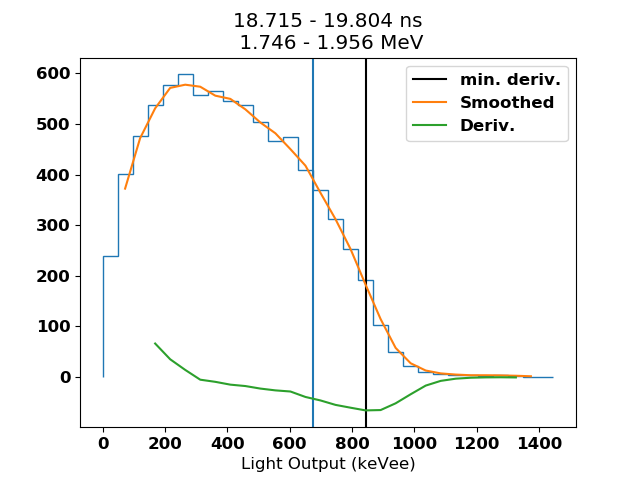 18.715 - 19.804 ns
1.746 - 1.956 MeV
min. deriv.
Smoothed
Deriv.
600
500
400
300
200
100
0
0 200 400 600 800 1000 1200 1400
Light Output (keVee)